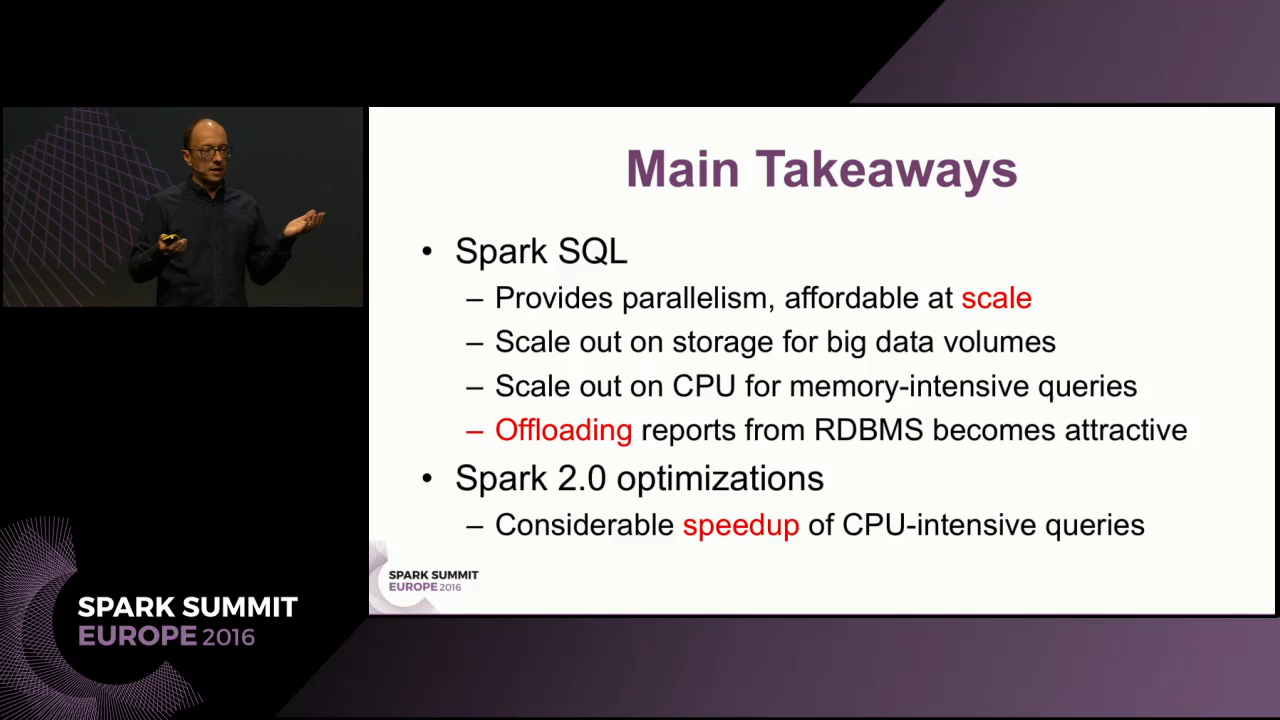 Main Takeaways
• Spark SQL
– Provides parallelism, affordable at scale
– Scale out on storage for big data volumes
– Scale out on CPU for memory-intensive queries
– Offloading reports from RDBMS becomes attractive
• Spark 2.0 optimizations
– Considerable speedup of CPU-intensive queries
SPARK SUMMIT
EUROPE 2016
SPARK SUMMIT
EUROPE 2016